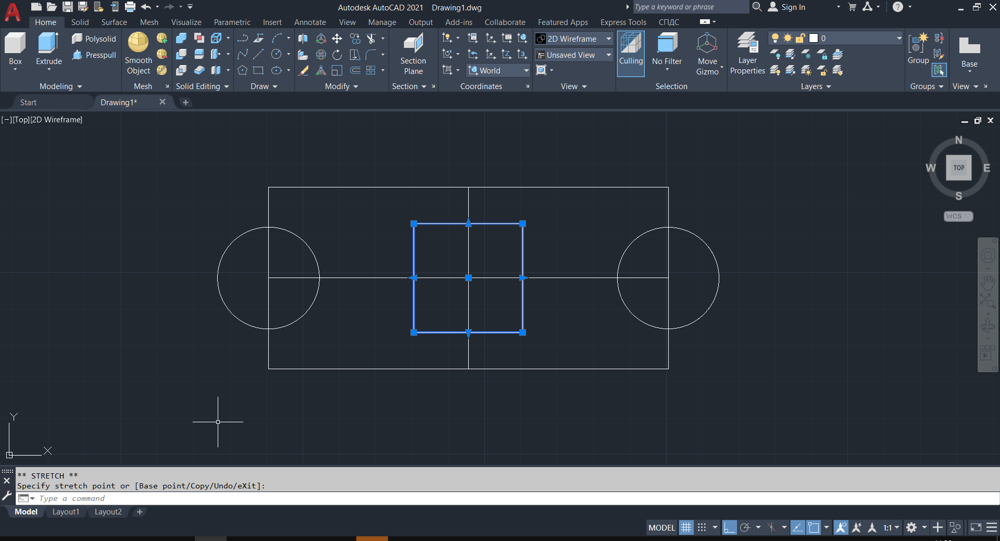 Autodesk AutoCAD 2021 Drawing1.dwg
Type a keyword or phrase
Sign In
Home Solid Surface Mesh Visualize Parametric Insert Annotate View Manage Output Add-ins Collaborate Featured Apps Express Tools СПДС
Box
Extrude
Polysolid
Presspull
Smooth
Object
Section
Plane
World
2D Wireframe
Unsaved View
Culling
No Filter
Move
Gizmo
Layer
Properties
0
Group
Base
Modeling Mesh Solid Editing Draw Modify Section Coordinates View Selection Layers Groups View
Start
Drawing1*
[−][Top][2D Wireframe]
N
W TOP E
S
WCS
Y
X
** STRETCH **
Specify stretch point or [Base point/Copy/Undo/eXit]:
Type a command
Model Layout1 Layout2
MODEL
1:1